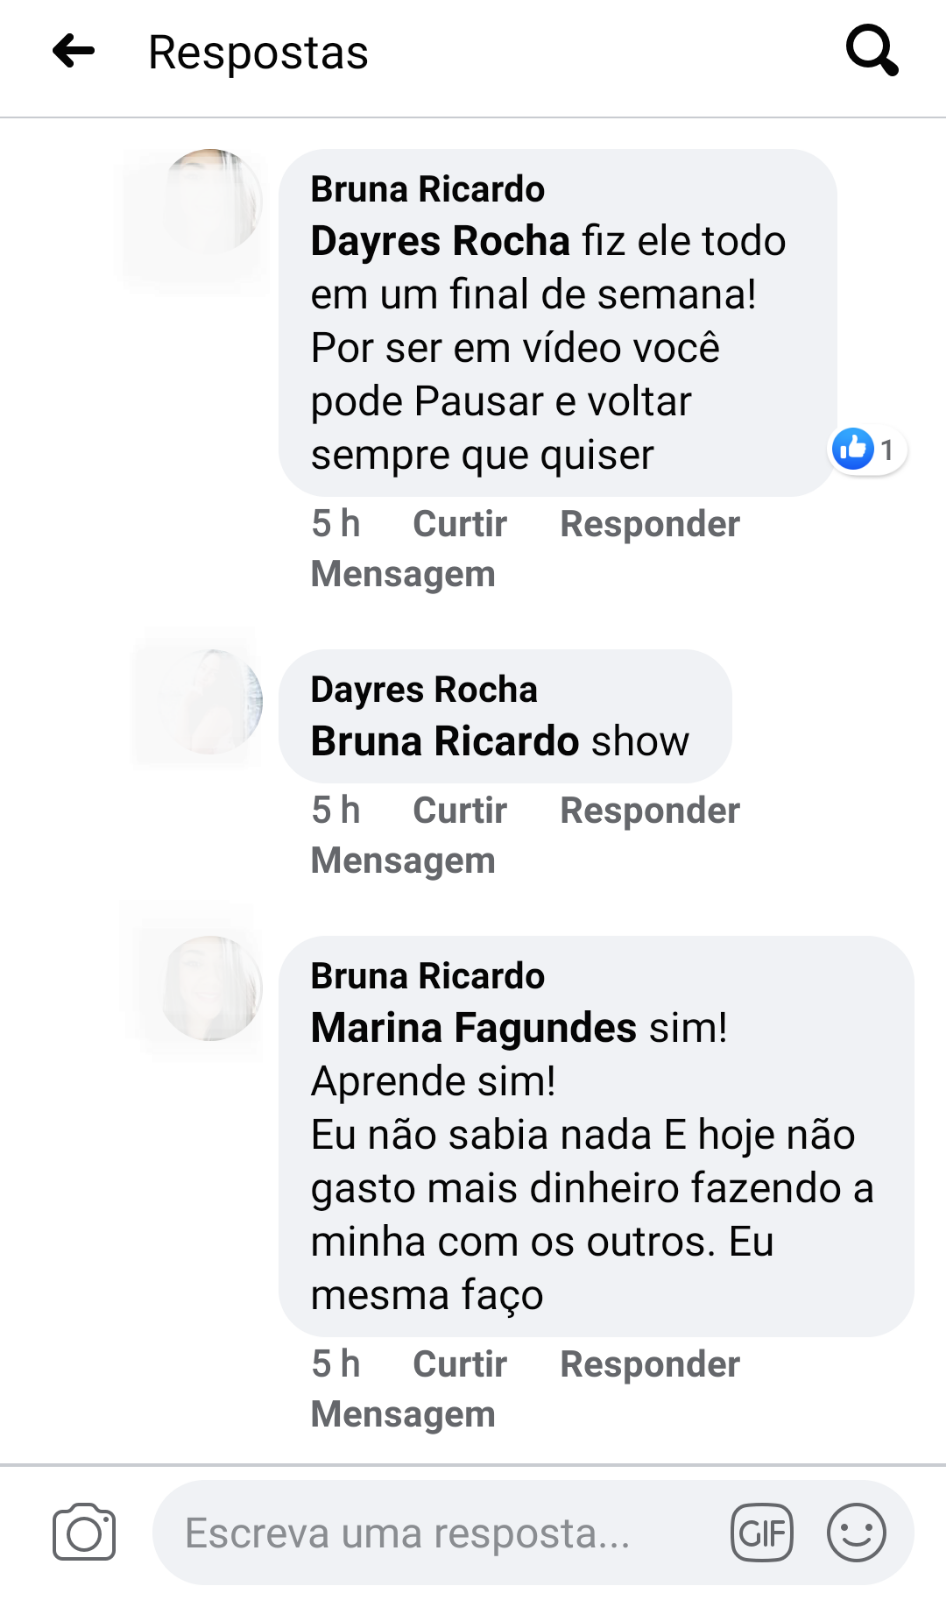 Respostas
Bruna Ricardo
Dayres Rocha fiz ele todo
em um final de semana!
Por ser em vídeo você
pode Pausar e voltar
sempre que quiser
1
5 h Curtir Responder
Mensagem
Dayres Rocha
Bruna Ricardo show
5 h Curtir Responder
Mensagem
Bruna Ricardo
Marina Fagundes sim!
Aprende sim!
Eu não sabia nada E hoje não
gasto mais dinheiro fazendo a
minha com os outros. Eu
mesma faço
5 h Curtir Responder
Mensagem
Escreva uma resposta... GIF